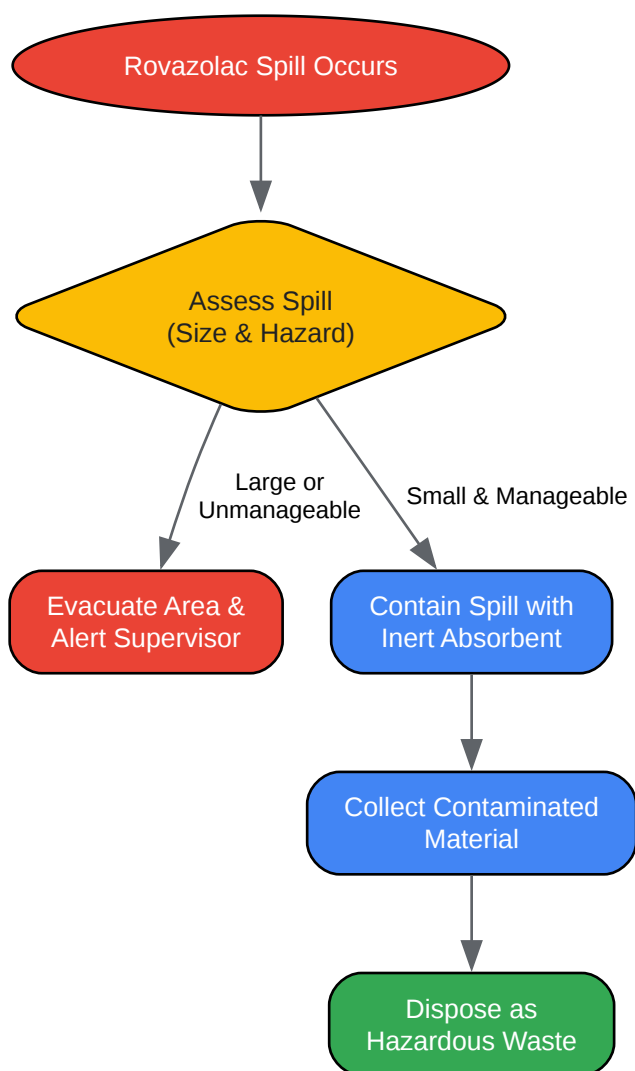 Rovazolac Spill Occurs
Assess Spill
(Size & Hazard)
Large or
Unmanageable
Small & Manageable
Evacuate Area &
Alert Supervisor
Contain Spill with
Inert Absorbent
Collect Contaminated
Material
Dispose as
Hazardous Waste